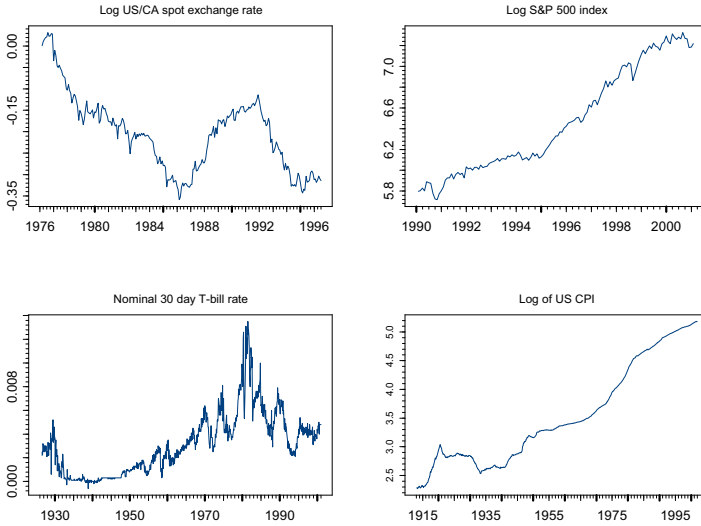 Log US/CA spot exchange rate
0.00
-0.15
-0.35
1976 1980 1984 1988 1992 1996
Log S&P 500 index
7.0
6.6
6.2
5.8
1990 1992 1994 1996 1998 2000
Nominal 30 day T-bill rate
0.008
0.000
1930 1950 1970 1990
Log of US CPI
5.0
4.5
4.0
3.5
3.0
2.5
1915 1935 1955 1975 1995